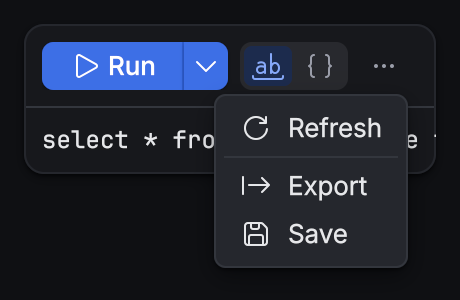 Run
ab { } ...
Refresh
select * fro
Export
Save